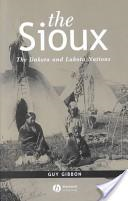 the
Sioux
The Dakota and Lakota Nations
GUY GIBBON